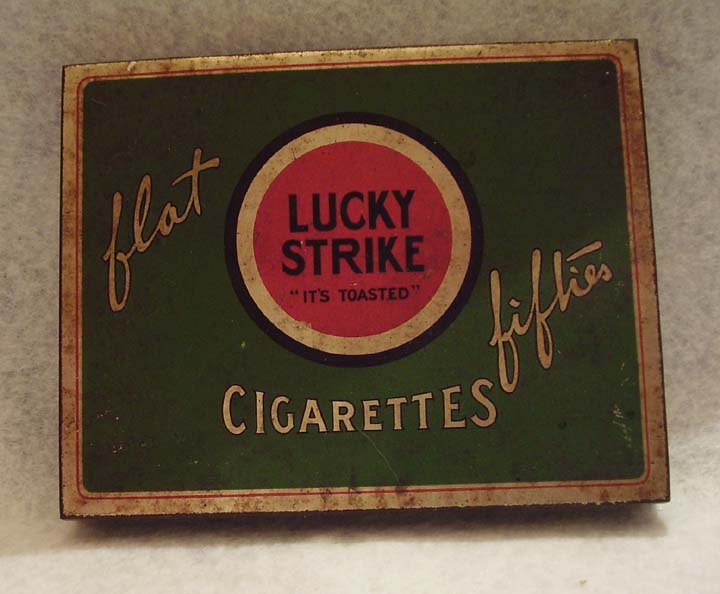 flat
LUCKY
STRIKE
"IT'S TOASTED"
fifties
CIGARETTES